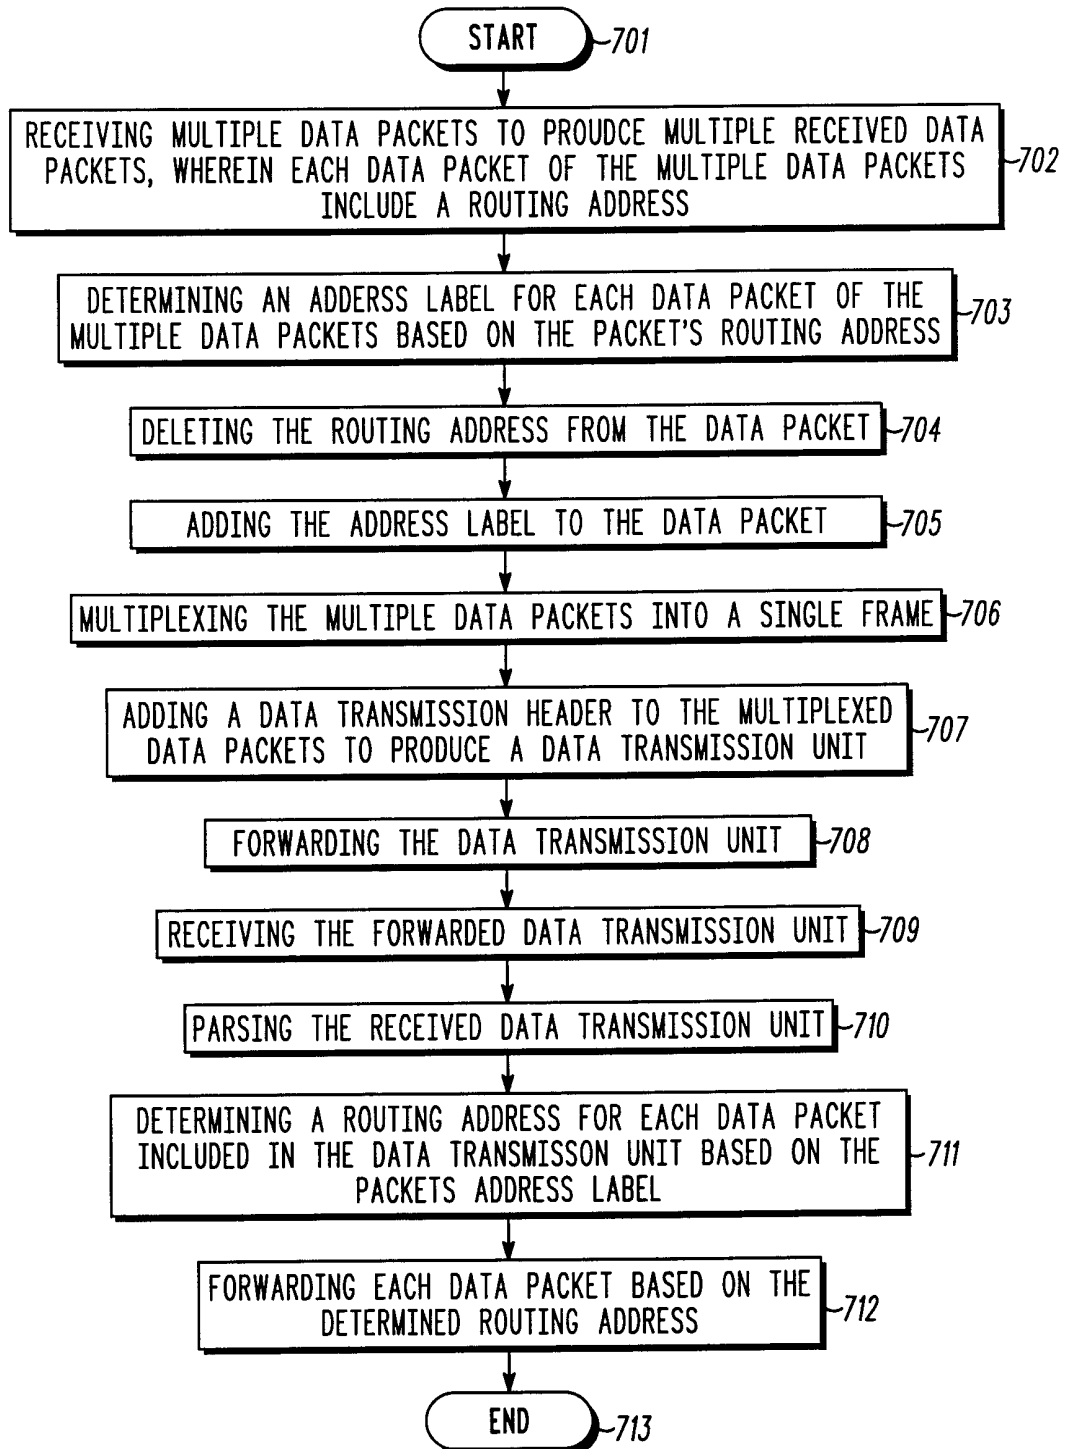 START
701
RECEIVING MULTIPLE DATA PACKETS TO PROUDCE MULTIPLE RECEIVED DATA
PACKETS, WHEREIN EACH DATA PACKET OF THE MULTIPLE DATA PACKETS
INCLUDE A ROUTING ADDRESS
702
DETERMINING AN ADDERSS LABEL FOR EACH DATA PACKET OF THE
MULTIPLE DATA PACKETS BASED ON THE PACKET'S ROUTING ADDRESS
703
DELETING THE ROUTING ADDRESS FROM THE DATA PACKET
704
ADDING THE ADDRESS LABEL TO THE DATA PACKET
705
MULTIPLEXING THE MULTIPLE DATA PACKETS INTO A SINGLE FRAME
706
ADDING A DATA TRANSMISSION HEADER TO THE MULTIPLEXED
DATA PACKETS TO PRODUCE A DATA TRANSMISSION UNIT
707
FORWARDING THE DATA TRANSMISSION UNIT
708
RECEIVING THE FORWARDED DATA TRANSMISSION UNIT
709
PARSING THE RECEIVED DATA TRANSMISSION UNIT
710
DETERMINING A ROUTING ADDRESS FOR EACH DATA PACKET
INCLUDED IN THE DATA TRANSMISSON UNIT BASED ON THE
PACKETS ADDRESS LABEL
711
FORWARDING EACH DATA PACKET BASED ON THE
DETERMINED ROUTING ADDRESS
712
END
713